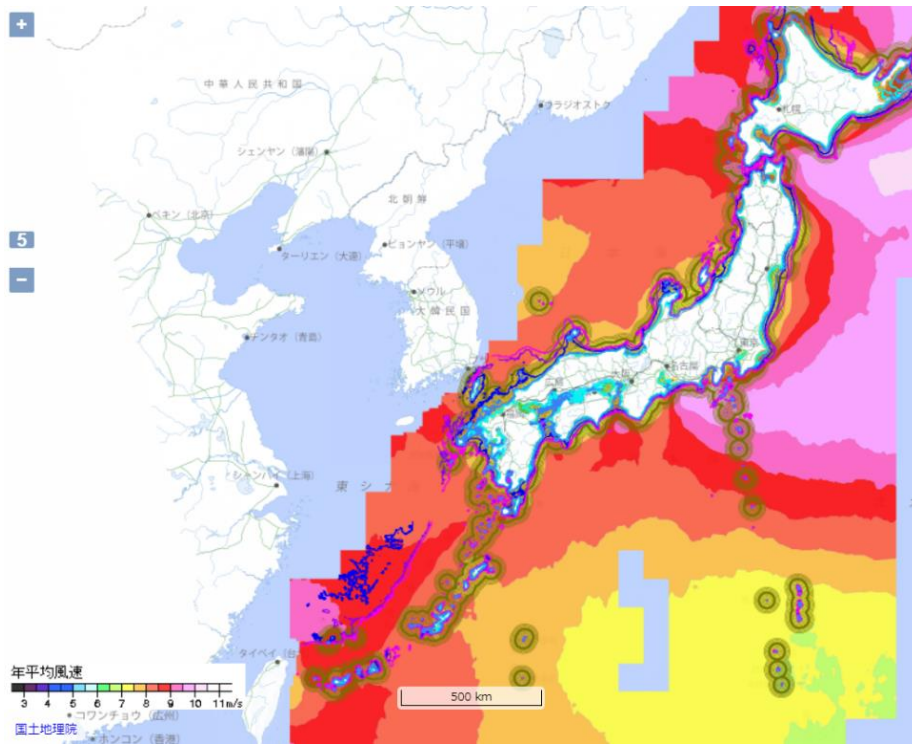 +
5
−
中華人民共和国
ウラジオストク
シェンヤン（瀋陽）
札幌
北朝鮮
ペキン（北京）
ターリエン（大連）
ピョンヤン（平壌）
ソウル
大韓民国
チンタオ（青島）
東京
名古屋
大阪
広島
シャンハイ（上海）
東シナ
タイペイ（台
年平均風速
3 4 5 6 7 8 9 10 11m/s
500 km
コワンチョウ（広州）
国土地理院
ホンコン（香港）